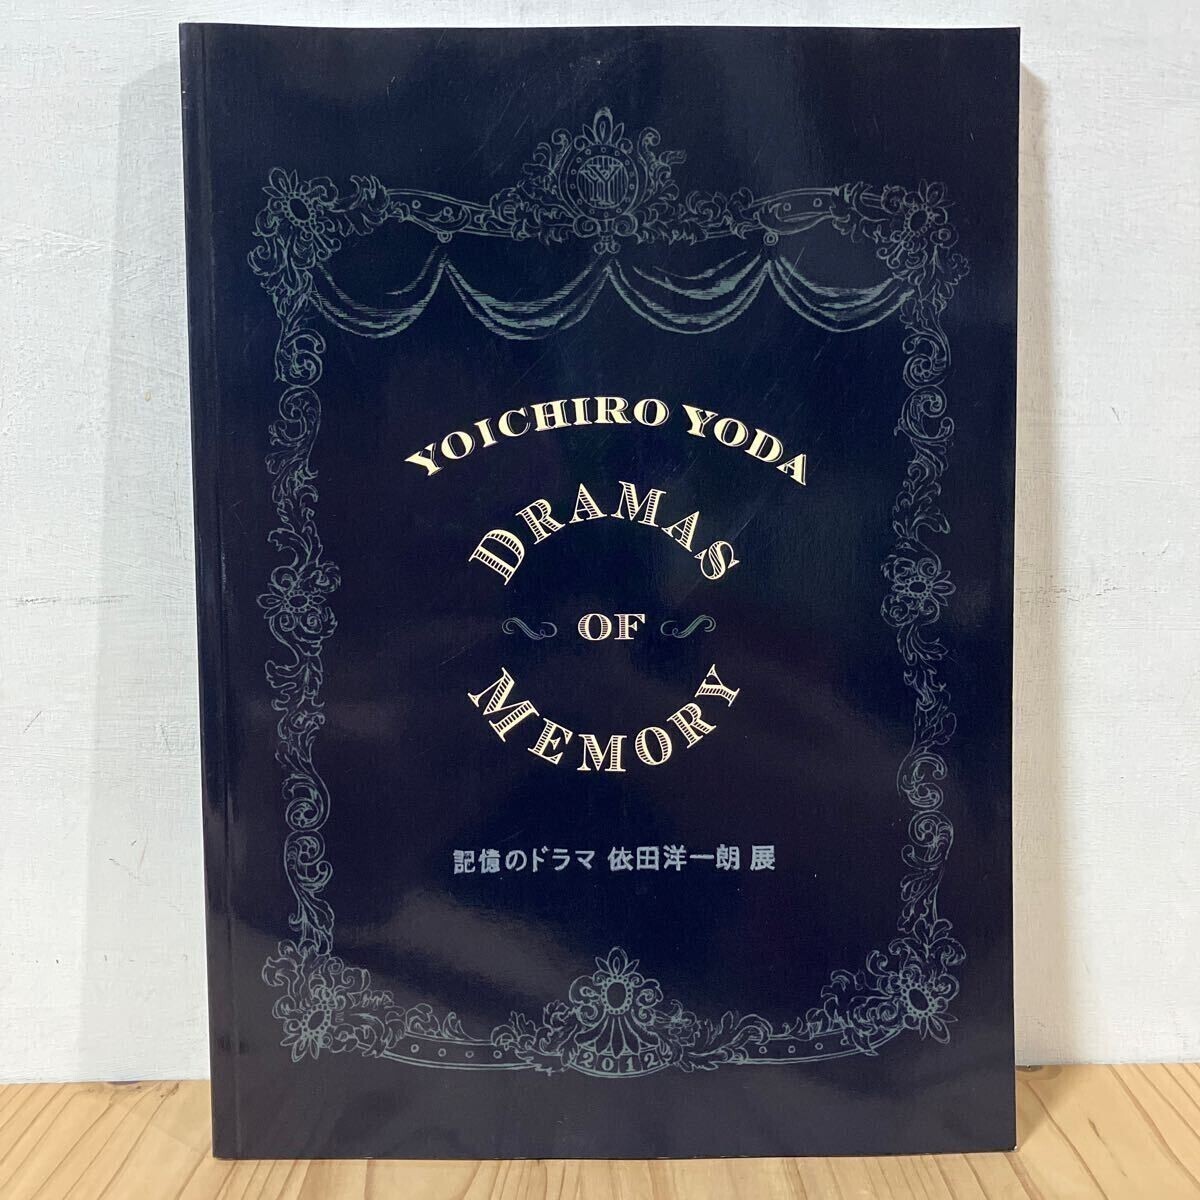 YOICHIRO YODA
DRAMAS
OF
MEMORY
記憶のドラマ 依田洋一朗 展
2012